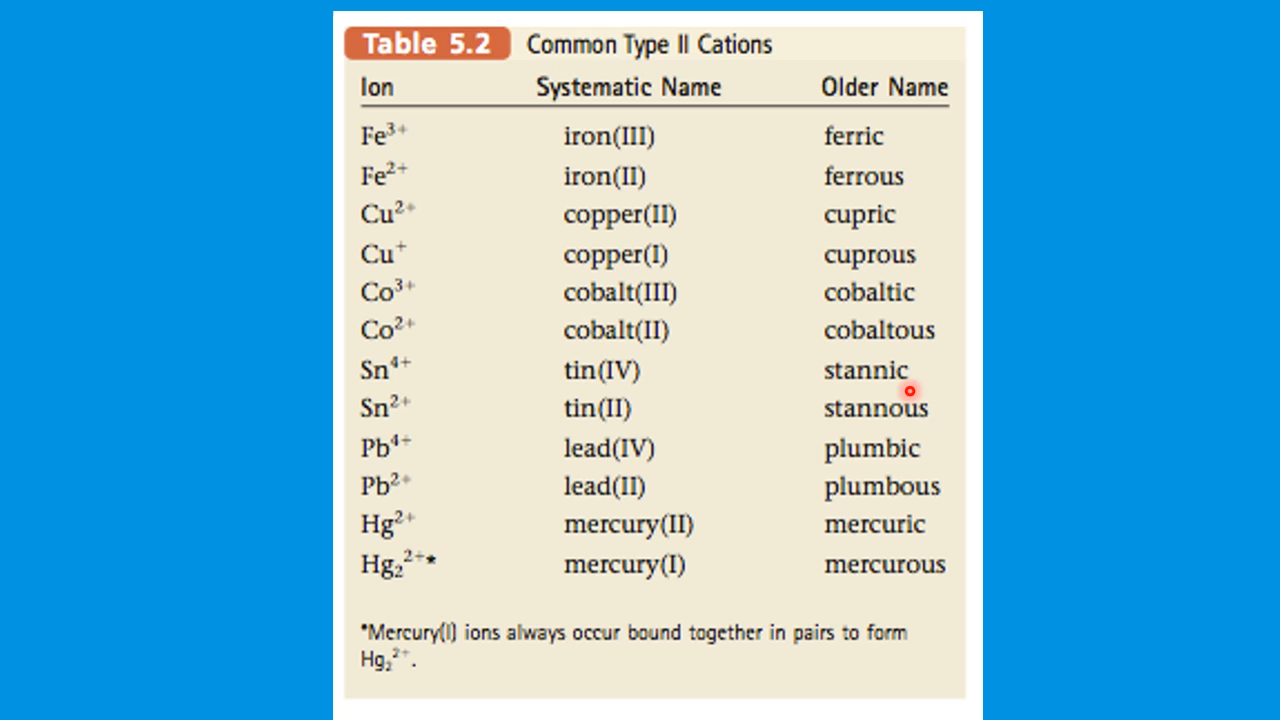 Table 5.2 Common Type II Cations
Ion Systematic Name Older Name
Fe³⁺ iron(III) ferric
Fe²⁺ iron(II) ferrous
Cu²⁺ copper(II) cupric
Cu⁺ copper(I) cuprous
Co³⁺ cobalt(III) cobaltic
Co²⁺ cobalt(II) cobaltous
Sn⁴⁺ tin(IV) stannic
Sn²⁺ tin(II) stannous
Pb⁴⁺ lead(IV) plumbic
Pb²⁺ lead(II) plumbous
Hg²⁺ mercury(II) mercuric
Hg₂²⁺* mercury(I) mercurous
*Mercury(I) ions always occur bound together in pairs to form
Hg₂²⁺.